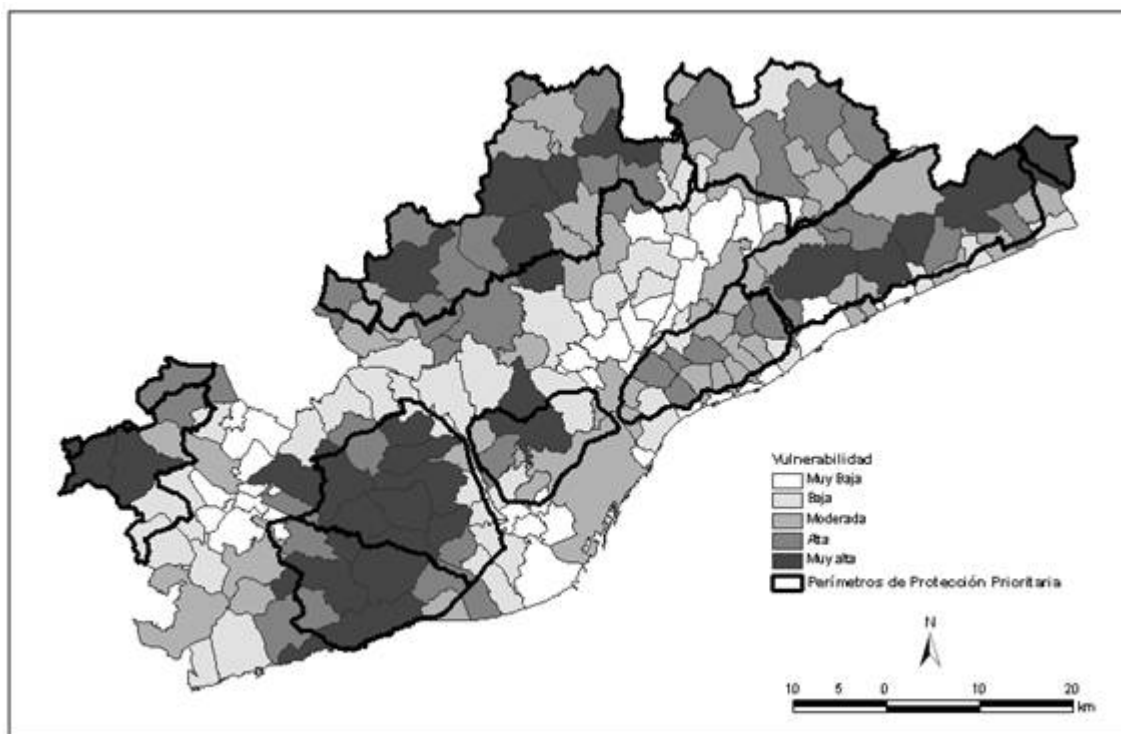 Vulnerabilidad
Muy Baja
Baja
Moderada
Alta
Muy alta
Perímetros de Protección Prioritaria
N
10 5 0 10 20
km